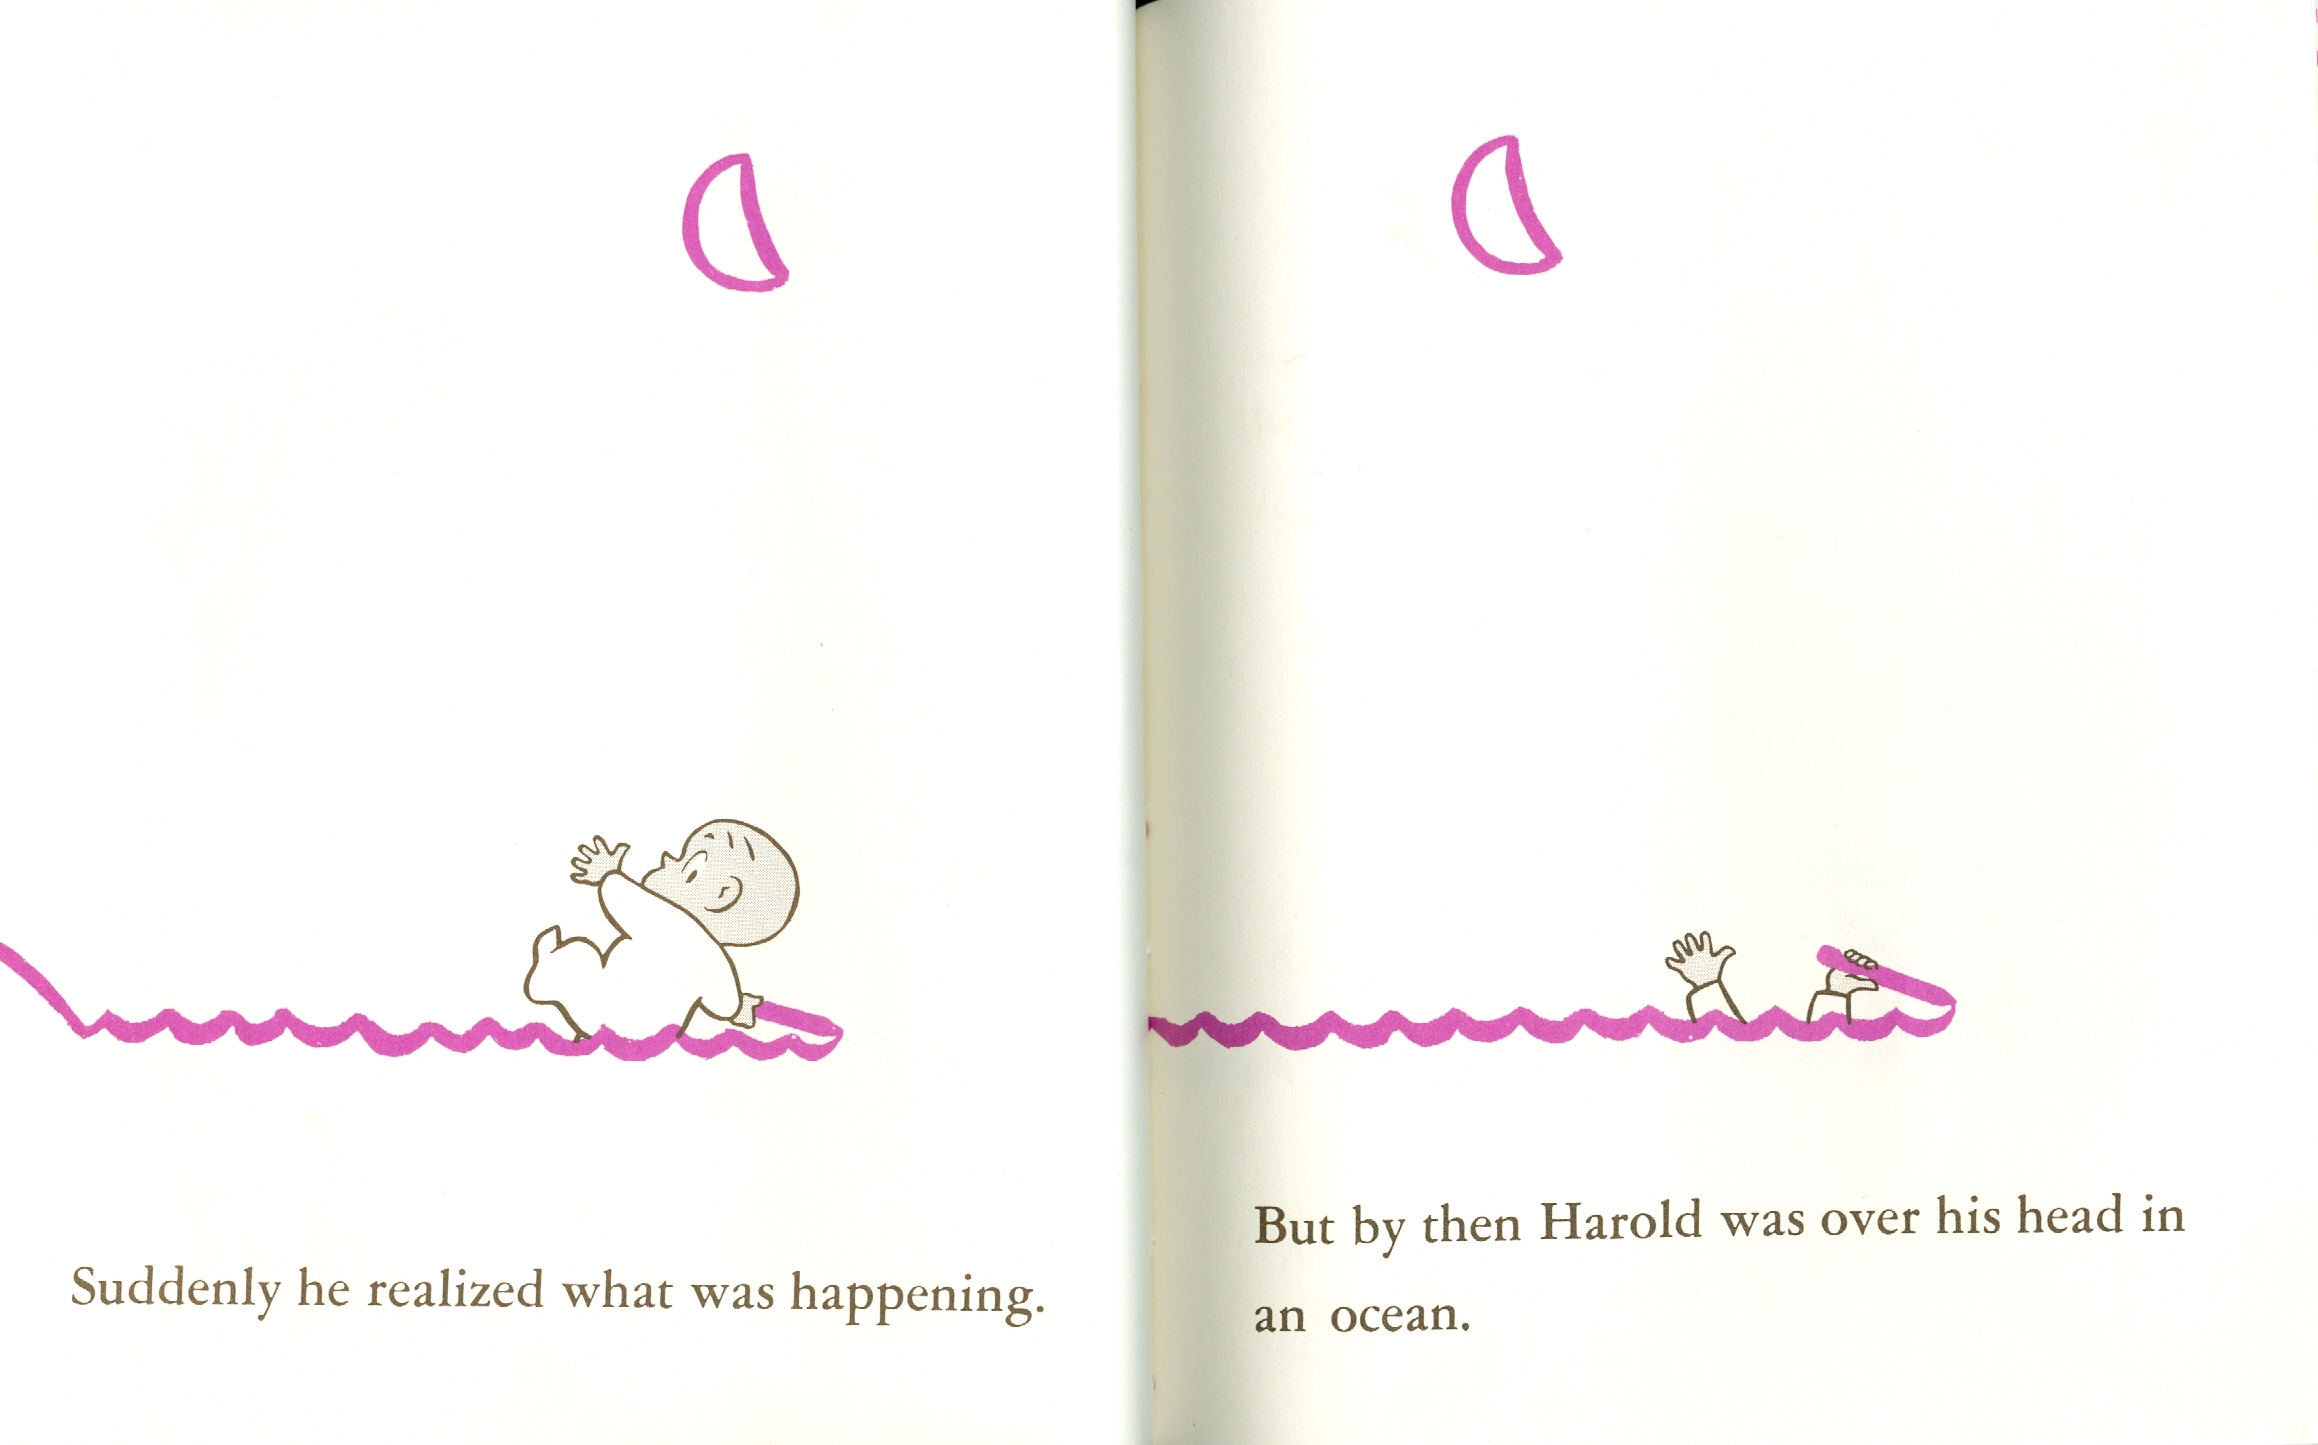 Suddenly he realized what was happening.
But by then Harold was over his head in
an ocean.